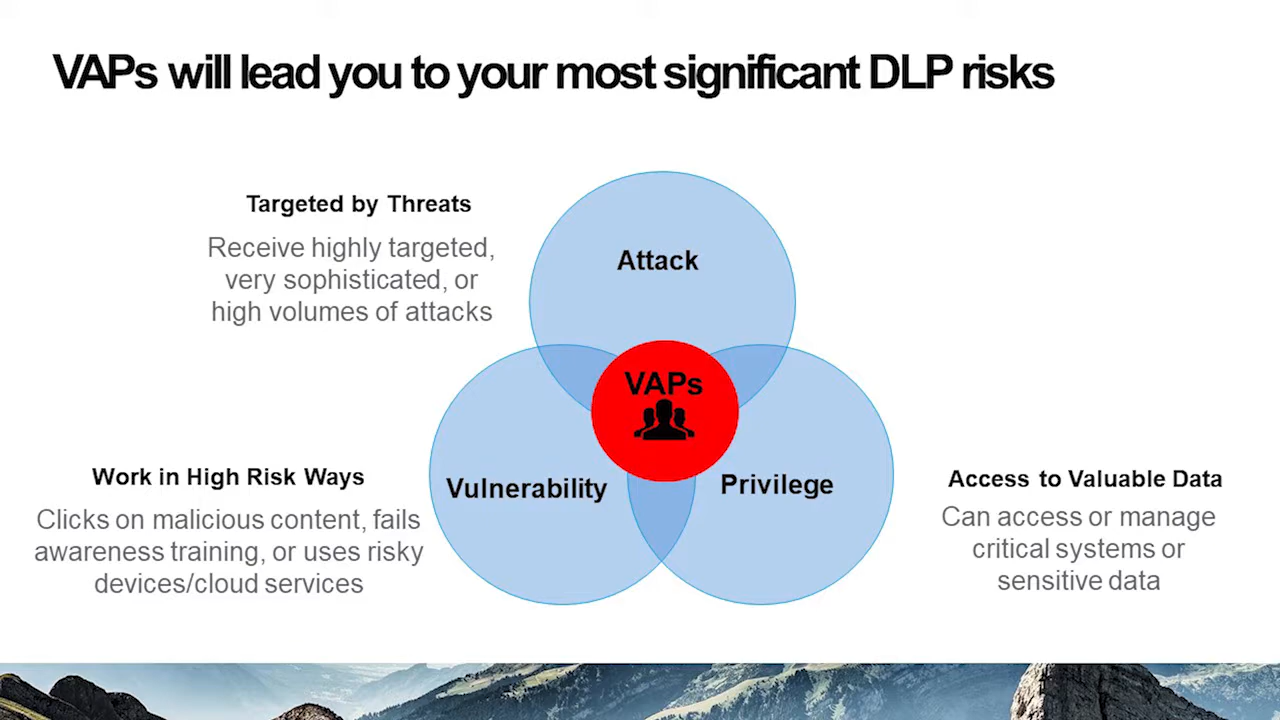 VAPs will lead you to your most significant DLP risks
Targeted by Threats
Receive highly targeted,
very sophisticated, or
high volumes of attacks
Attack
VAPs
Work in High Risk Ways
Clicks on malicious content, fails
awareness training, or uses risky
devices/cloud services
Vulnerability
Privilege
Access to Valuable Data
Can access or manage
critical systems or
sensitive data